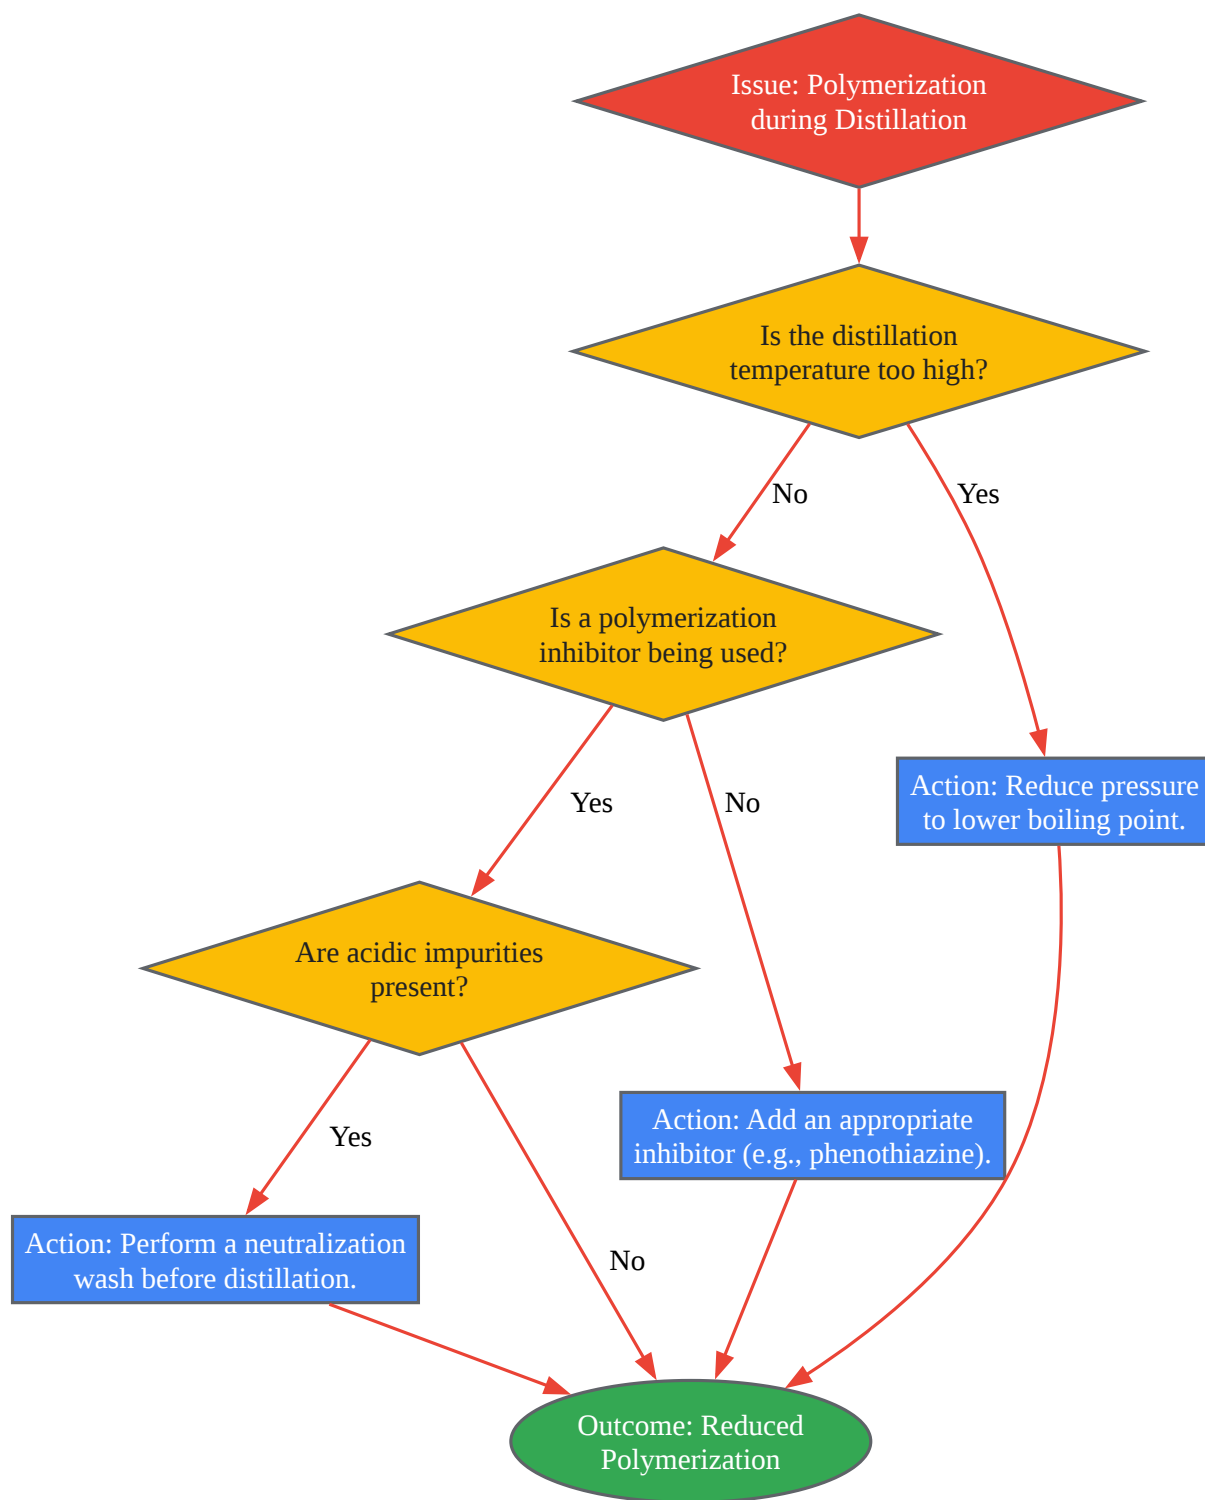 Issue: Polymerization
during Distillation
Is the distillation
temperature too high?
No
Yes
Is a polymerization
inhibitor being used?
Action: Reduce pressure
to lower boiling point.
Yes
No
Are acidic impurities
present?
Action: Add an appropriate
inhibitor (e.g., phenothiazine).
Yes
Action: Perform a neutralization
wash before distillation.
No
Outcome: Reduced
Polymerization